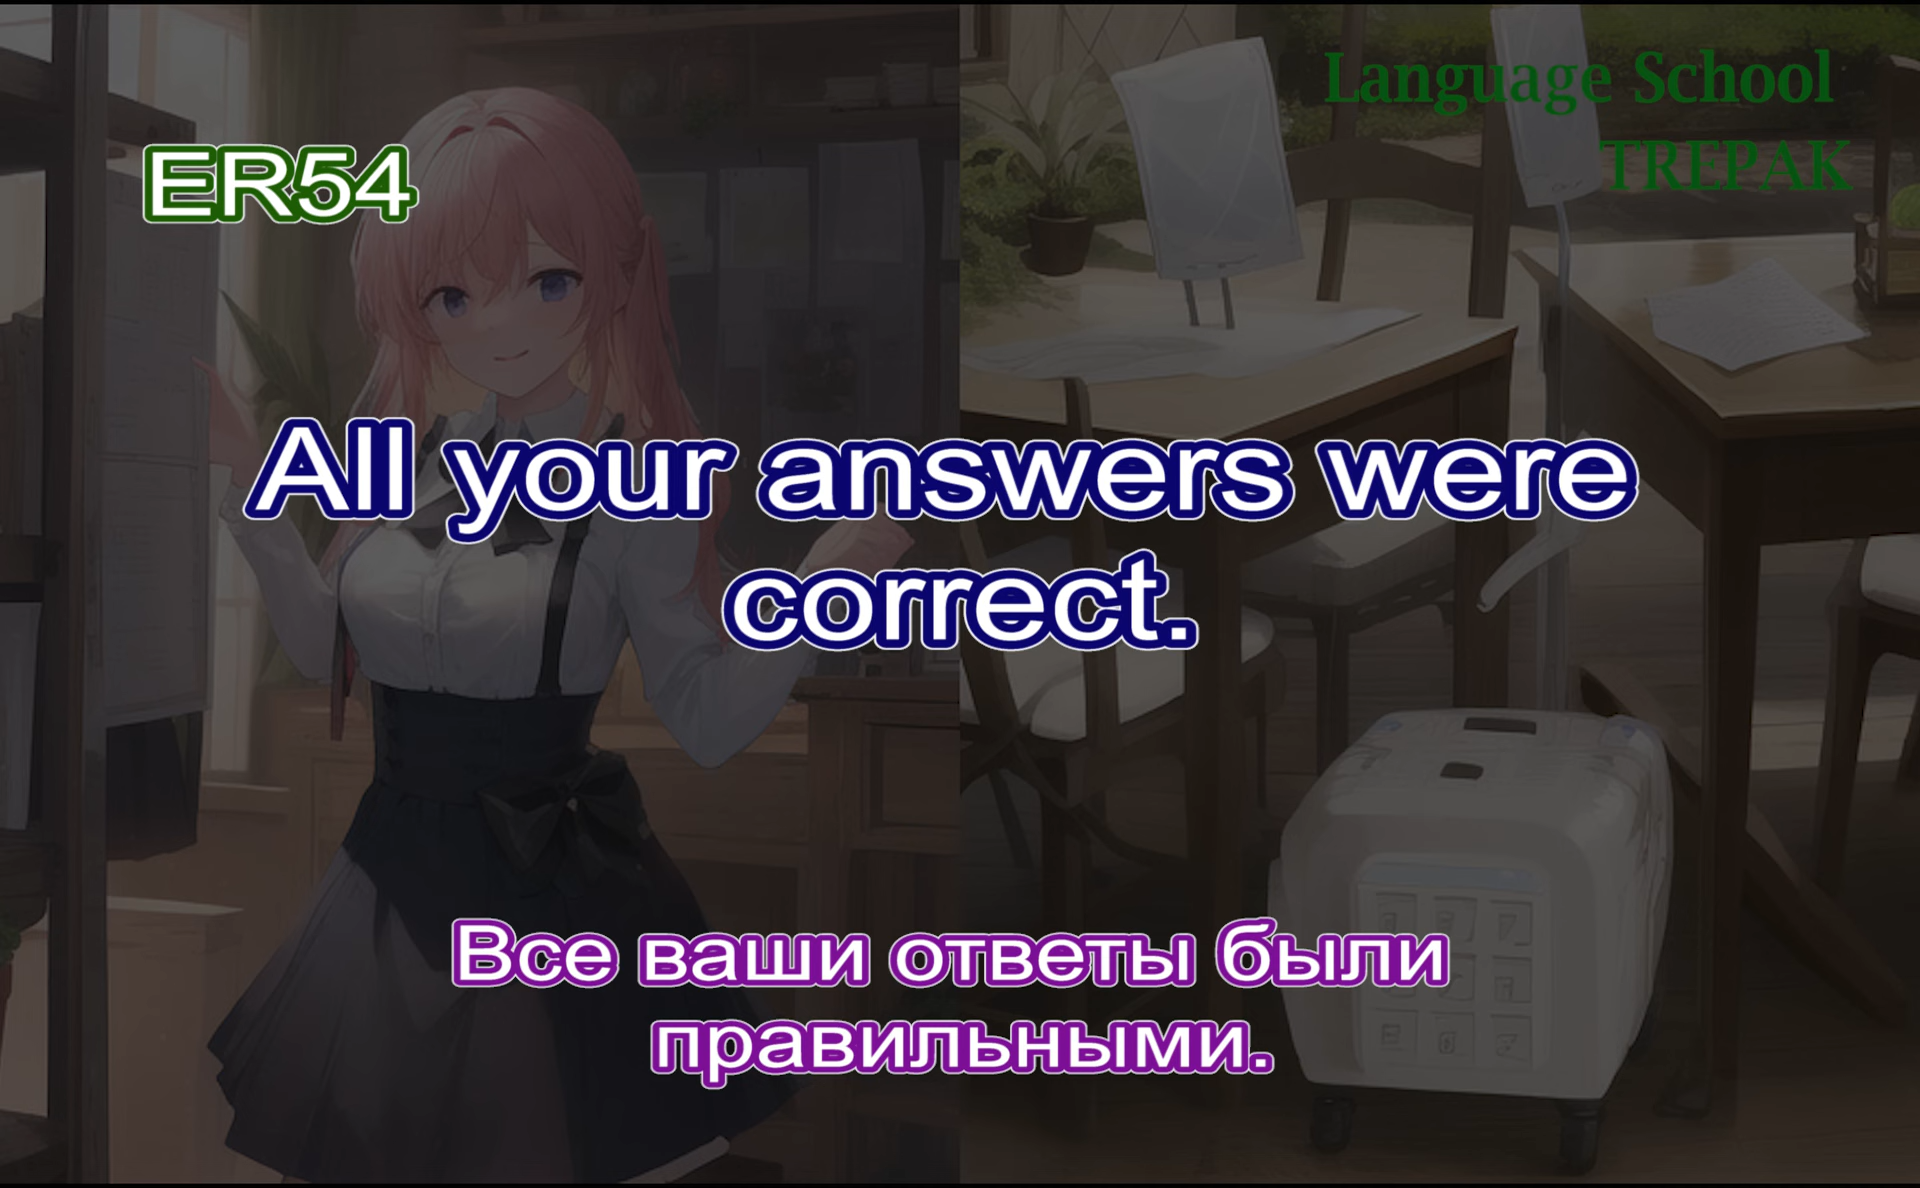 Language School
TREPAK
ER54
All your answers were
correct.
Все ваши ответы были
правильными.